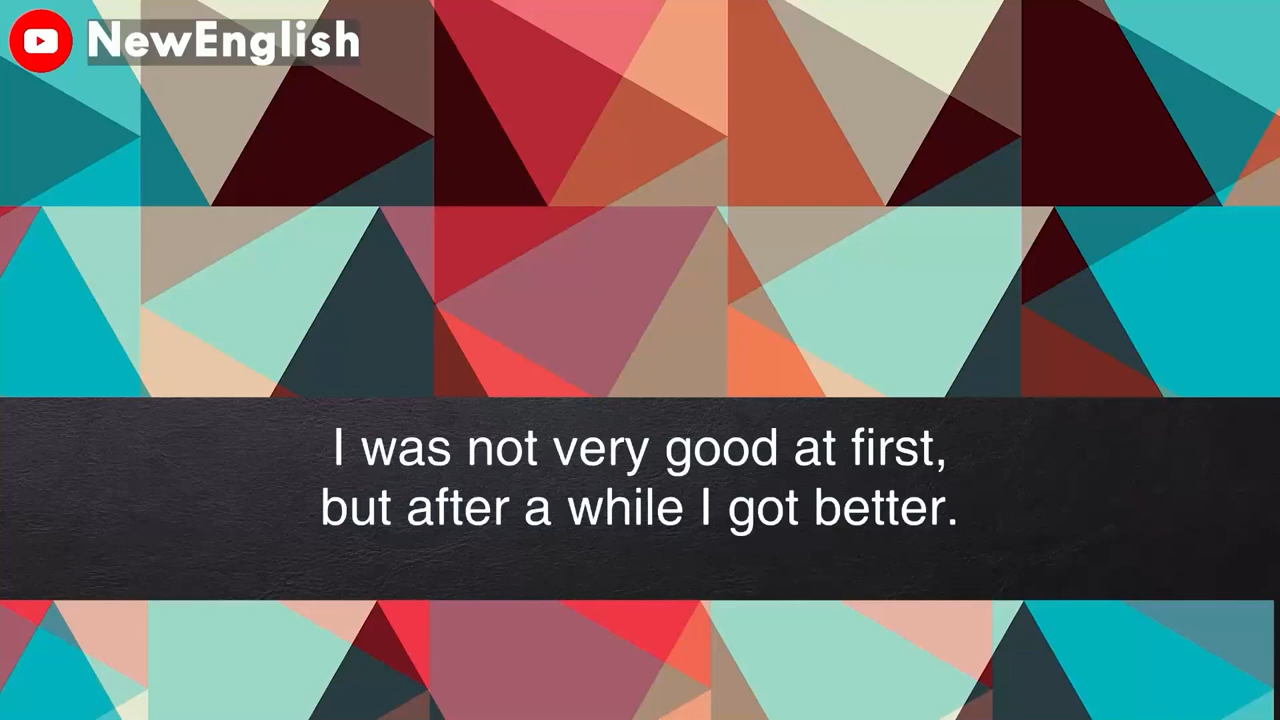 NewEnglish
I was not very good at first,
but after a while I got better.